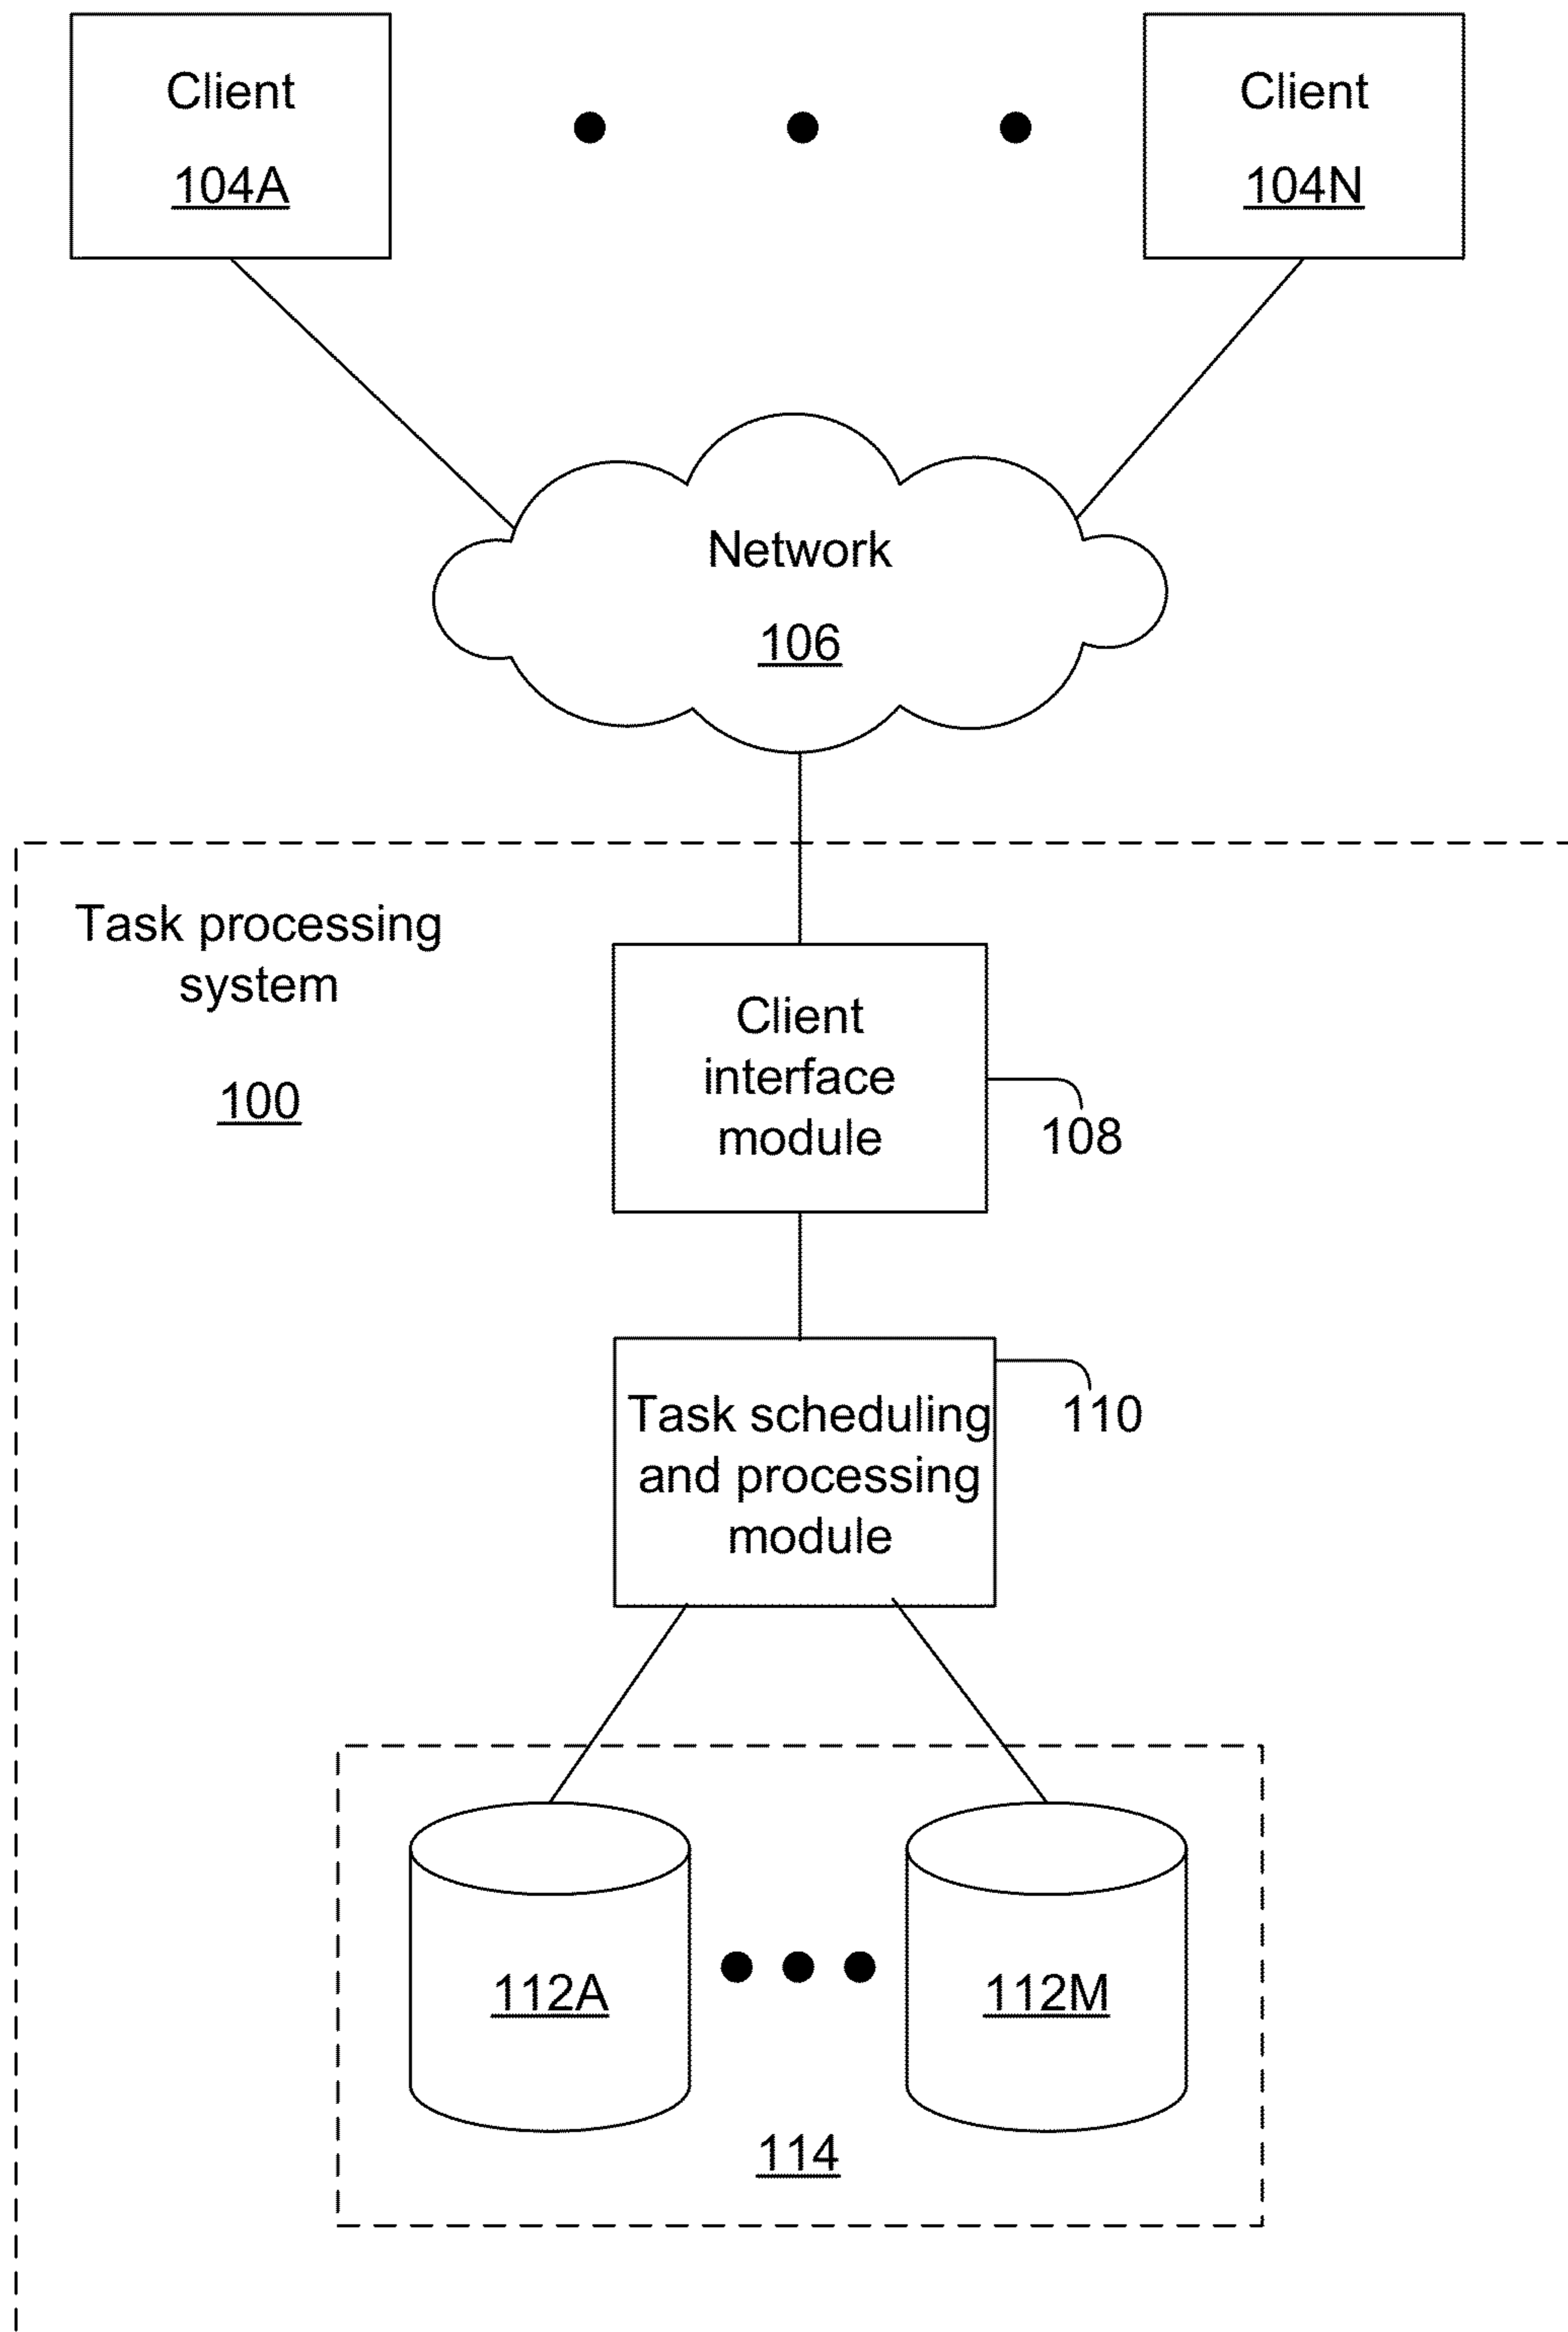 Client
104A
Client
104N
Network
106
Task processing
system
100
Client
interface
module
108
Task scheduling
and processing
module
110
112A
112M
114